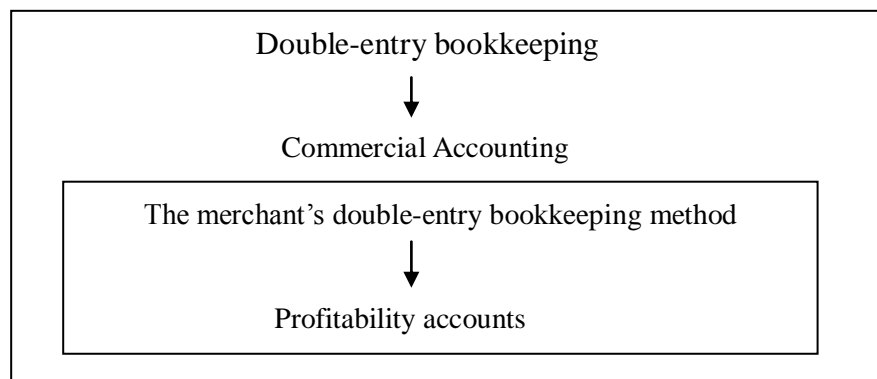 Double-entry bookkeeping
Commercial Accounting
The merchant’s double-entry bookkeeping method
Profitability accounts